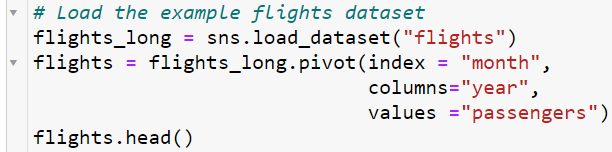 # Load the example flights dataset
flights_long = sns.load_dataset("flights")
flights = flights_long.pivot(index = "month",
                             columns="year",
                             values ="passengers")
flights.head()